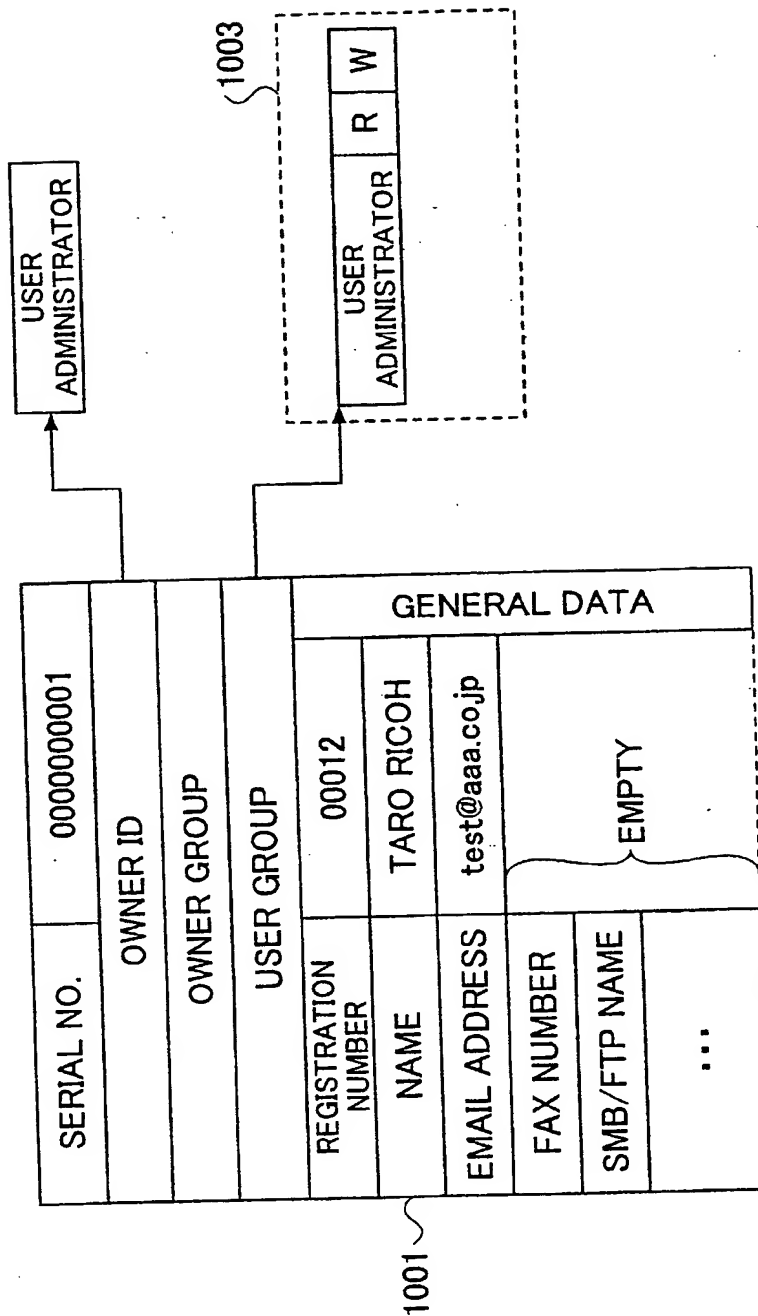 SERIAL NO. 0000000001
OWNER ID
OWNER GROUP
USER GROUP
REGISTRATION
NUMBER
00012
NAME TARO RICOH
EMAIL ADDRESS test@aaa.co.jp
FAX NUMBER
SMB/FTP NAME
...
EMPTY
GENERAL DATA
1001
USER
ADMINISTRATOR
1003
USER
ADMINISTRATOR
R W